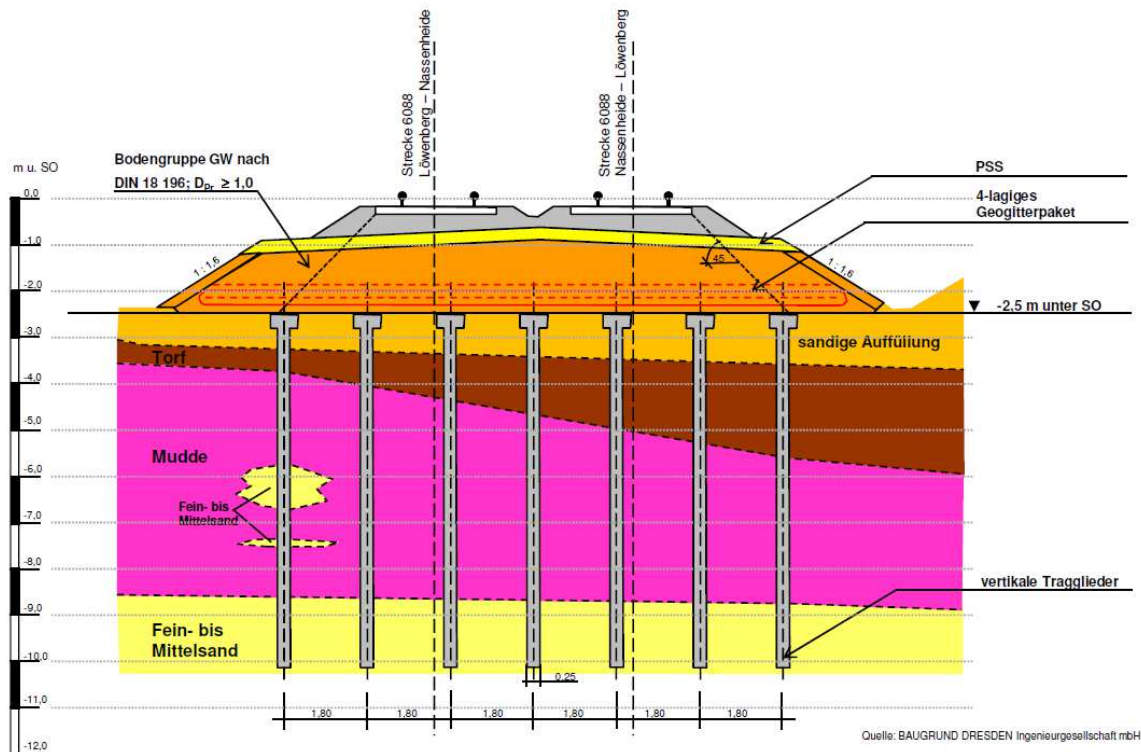 Strecke 6088
Löwenberg – Nassenheide
Strecke 6088
Nassenheide – Löwenberg
m u. SO
Bodengruppe GW nach
DIN 18 196; DPr ≥ 1,0
PSS
4-lagiges
Geogitterpaket
0,0
-1,0
-2,0
-3,0
-4,0
-5,0
-6,0
-7,0
-8,0
-9,0
-10,0
-11,0
-12,0
1 : 1,6
45
1 : 1,6
-2,5 m unter SO
sandige Auffüllung
Torf
Mudde
Fein- bis
Mittelsand
vertikale Tragglieder
Fein- bis
Mittelsand
0,25
1,80
1,80
1,80
1,80
1,80
1,80
Quelle: BAUGRUND DRESDEN Ingenieurgesellschaft mbH